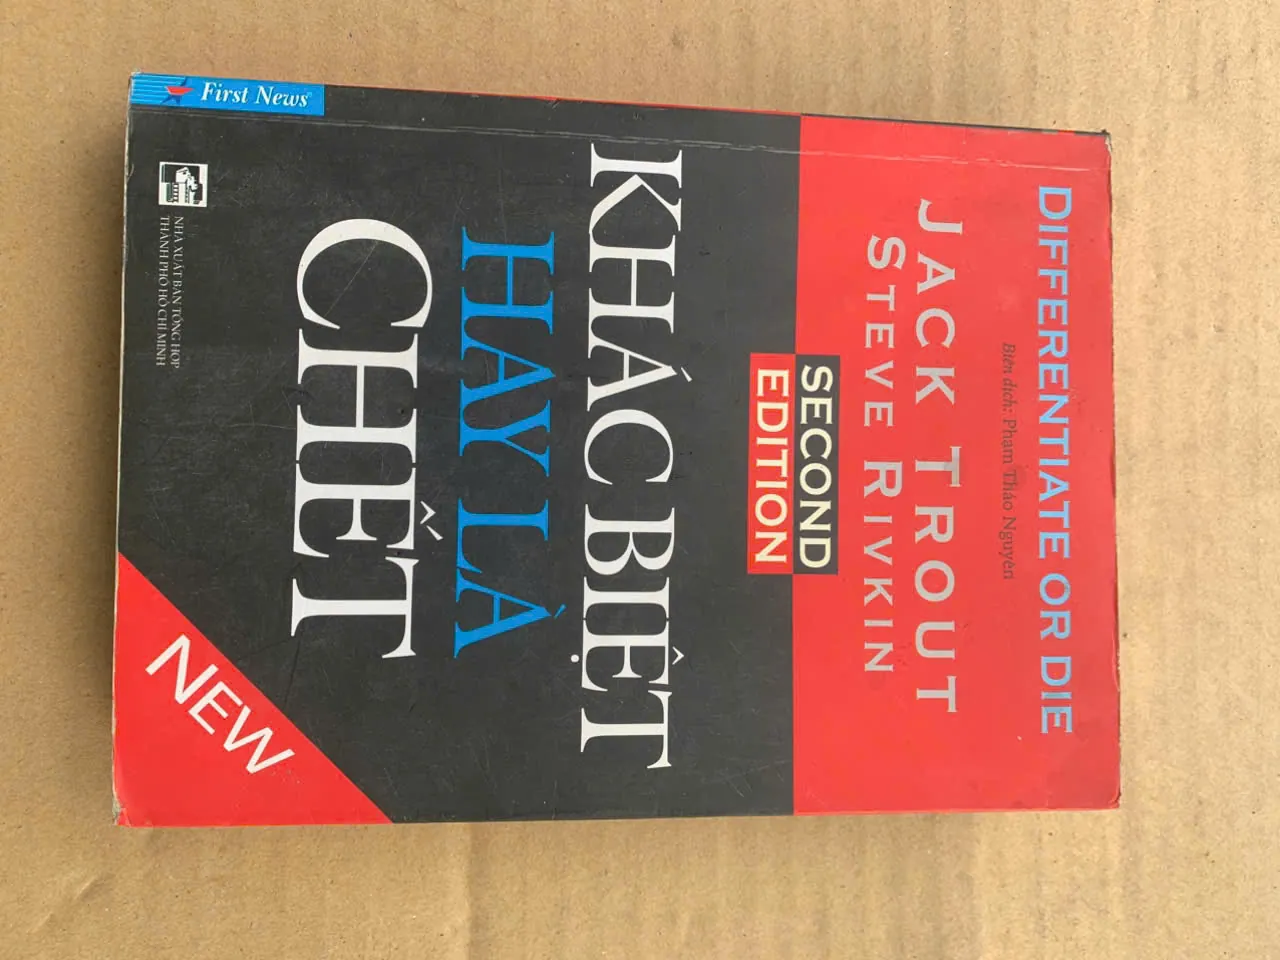 DIFFERENTIATE OR DIE
Biên dịch: Phạm Thảo Nguyên
JACK TROUT
STEVE RIVKIN
SECOND
EDITION
KHÁC BIỆT
HAY LÀ
CHẾT
NHÀ XUẤT BẢN TỔNG HỢP
THÀNH PHỐ HỒ CHÍ MINH
First News
NEW